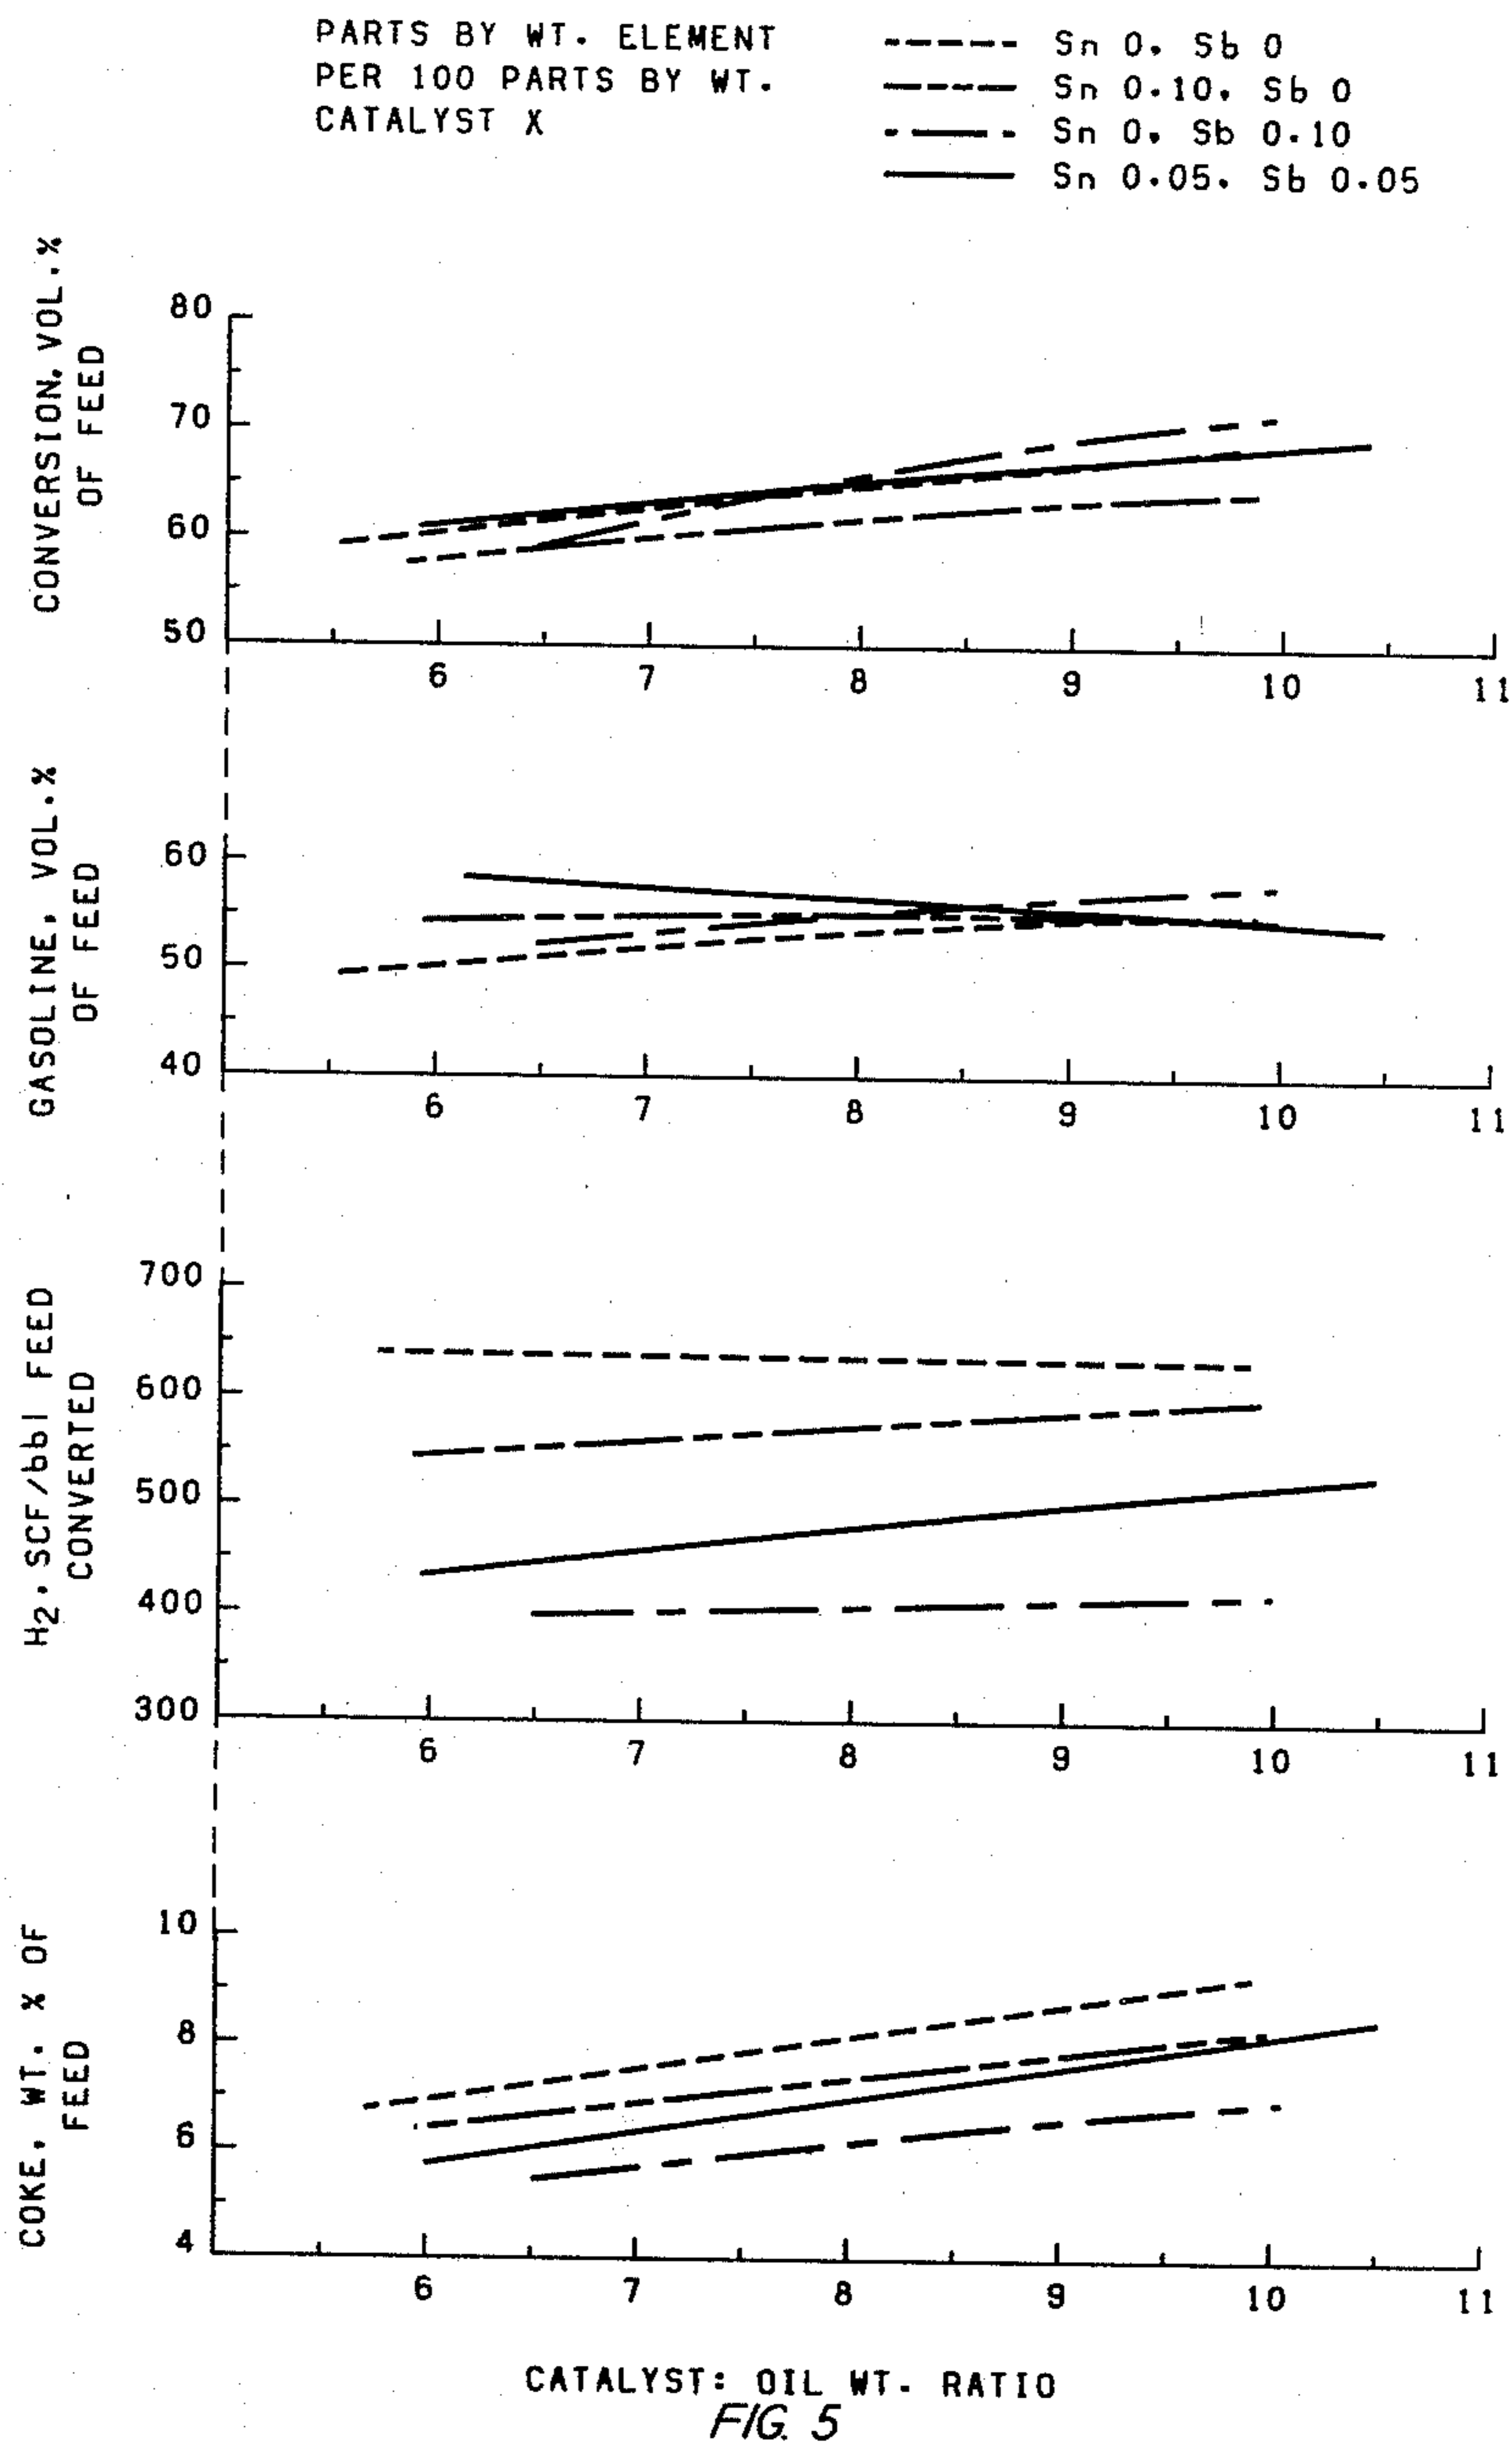 PARTS BY WT. ELEMENT
PER 100 PARTS BY WT.
CATALYST X
Sn 0, Sb 0
Sn 0.10, Sb 0
Sn 0, Sb 0.10
Sn 0.05, Sb 0.05
CONVERSION, VOL.%
OF FEED
80
70
60
50
6 7 8 9 10 11
GASOLINE, VOL.%
OF FEED
60
50
40
6 7 8 9 10 11
H2, SCF/bbl FEED
CONVERTED
700
600
500
400
300
6 7 8 9 10 11
COKE, WT. % OF
FEED
10
8
6
4
6 7 8 9 10 11
CATALYST: OIL WT. RATIO
FIG. 5